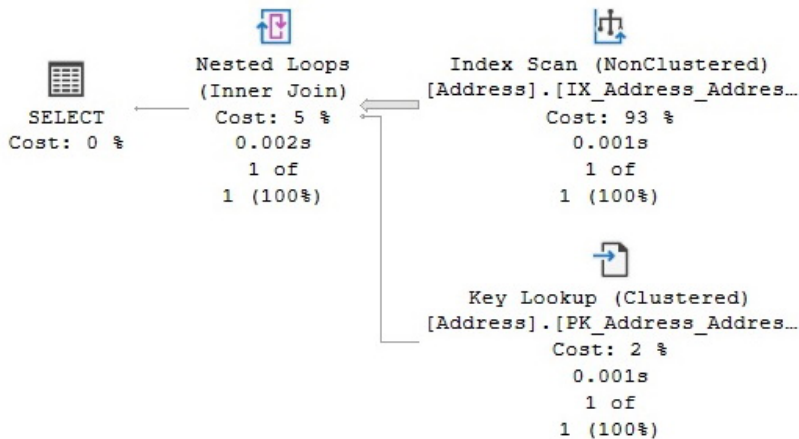 SELECT
Cost: 0 %
Nested Loops
(Inner Join)
Cost: 5 %
0.002s
1 of
1 (100%)
Index Scan (NonClustered)
[Address].[IX_Address_Addres…
Cost: 93 %
0.001s
1 of
1 (100%)
Key Lookup (Clustered)
[Address].[PK_Address_Addres…
Cost: 2 %
0.001s
1 of
1 (100%)